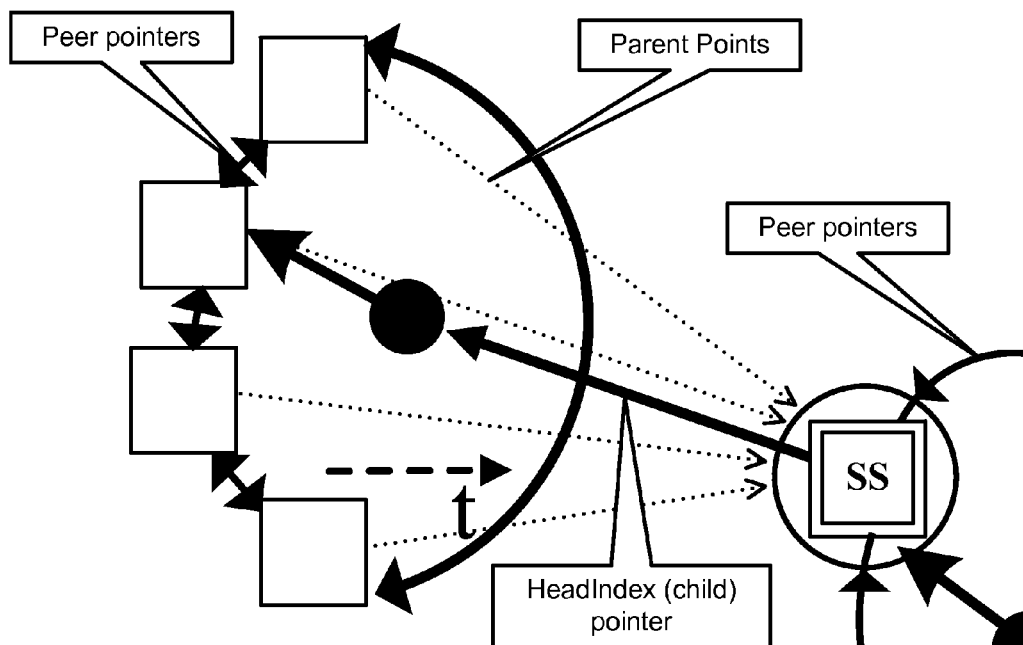 Peer pointers
Parent Points
Peer pointers
SS
t
HeadIndex (child)
pointer